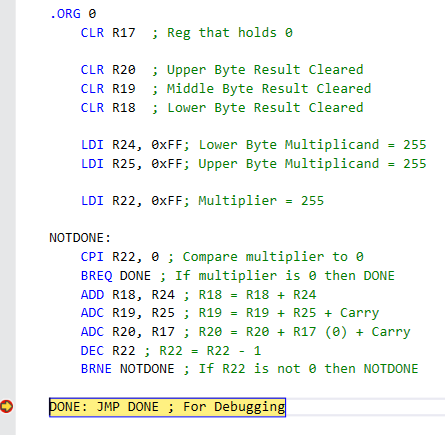 .ORG 0
CLR R17  ; Reg that holds 0
CLR R20  ; Upper Byte Result Cleared
CLR R19  ; Middle Byte Result Cleared
CLR R18  ; Lower Byte Result Cleared
LDI R24, 0xFF; Lower Byte Multiplicand = 255
LDI R25, 0xFF; Upper Byte Multiplicand = 255
LDI R22, 0xFF; Multiplier = 255
NOTDONE:
CPI R22, 0 ; Compare multiplier to 0
BREQ DONE ; If multiplier is 0 then DONE
ADD R18, R24 ; R18 = R18 + R24
ADC R19, R25 ; R19 = R19 + R25 + Carry
ADC R20, R17 ; R20 = R20 + R17 (0) + Carry
DEC R22 ; R22 = R22 - 1
BRNE NOTDONE ; If R22 is not 0 then NOTDONE
DONE: JMP DONE ; For Debugging